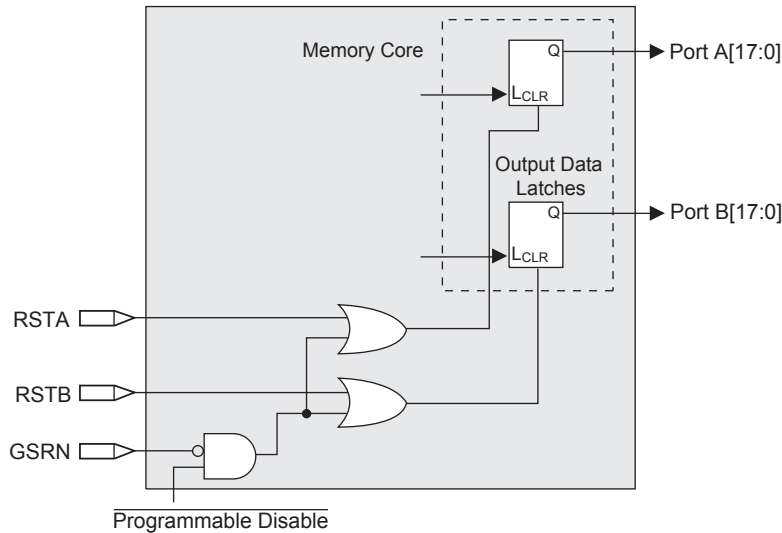 Memory Core
Q
Port A[17:0]
LCLR
Output Data
Latches
Q
Port B[17:0]
LCLR
RSTA
RSTB
GSRN
Programmable Disable